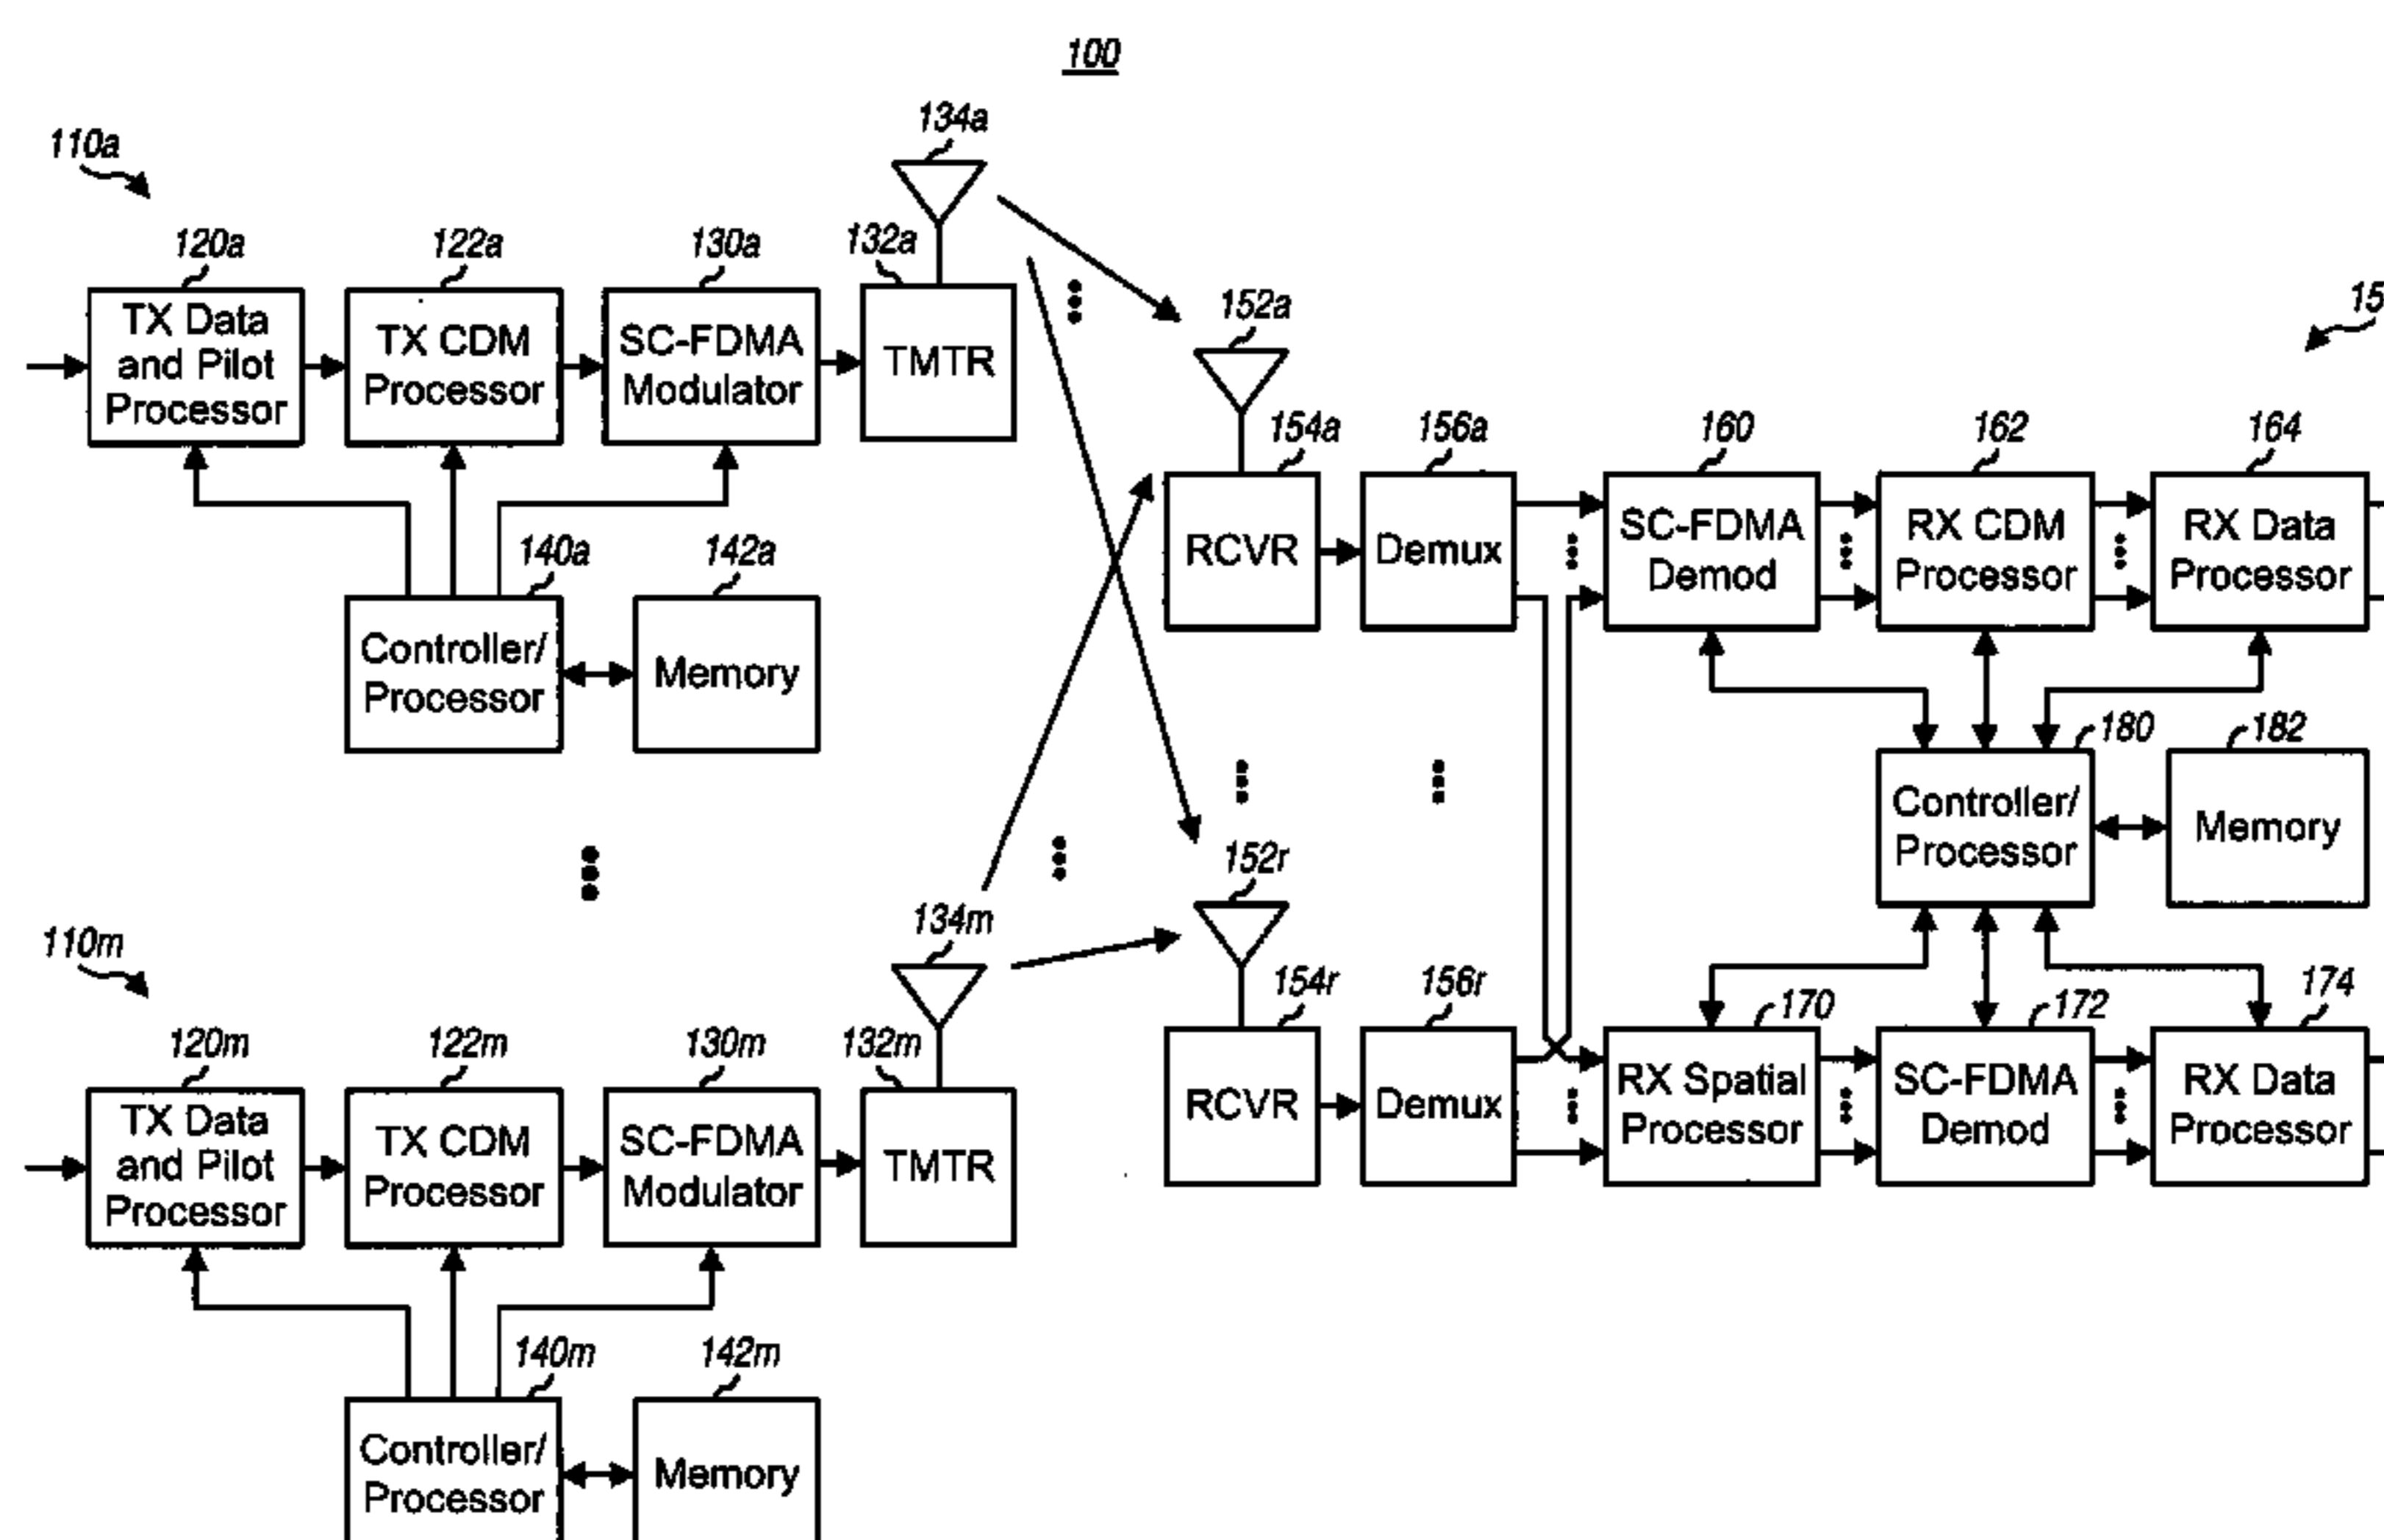 100
134a
110a
120a
122a
130a
132a
TX Data
and Pilot
Processor
TX CDM
Processor
SC-FDMA
Modulator
TMTR
140a
142a
Controller/
Processor
Memory
152a
15
154a
156a
160
162
164
RCVR
Demux
SC-FDMA
Demod
RX CDM
Processor
RX Data
Processor
180
182
Controller/
Processor
Memory
134m
110m
120m
122m
130m
132m
TX Data
and Pilot
Processor
TX CDM
Processor
SC-FDMA
Modulator
TMTR
140m
142m
Controller/
Processor
Memory
152r
154r
156r
170
172
174
RCVR
Demux
RX Spatial
Processor
SC-FDMA
Demod
RX Data
Processor